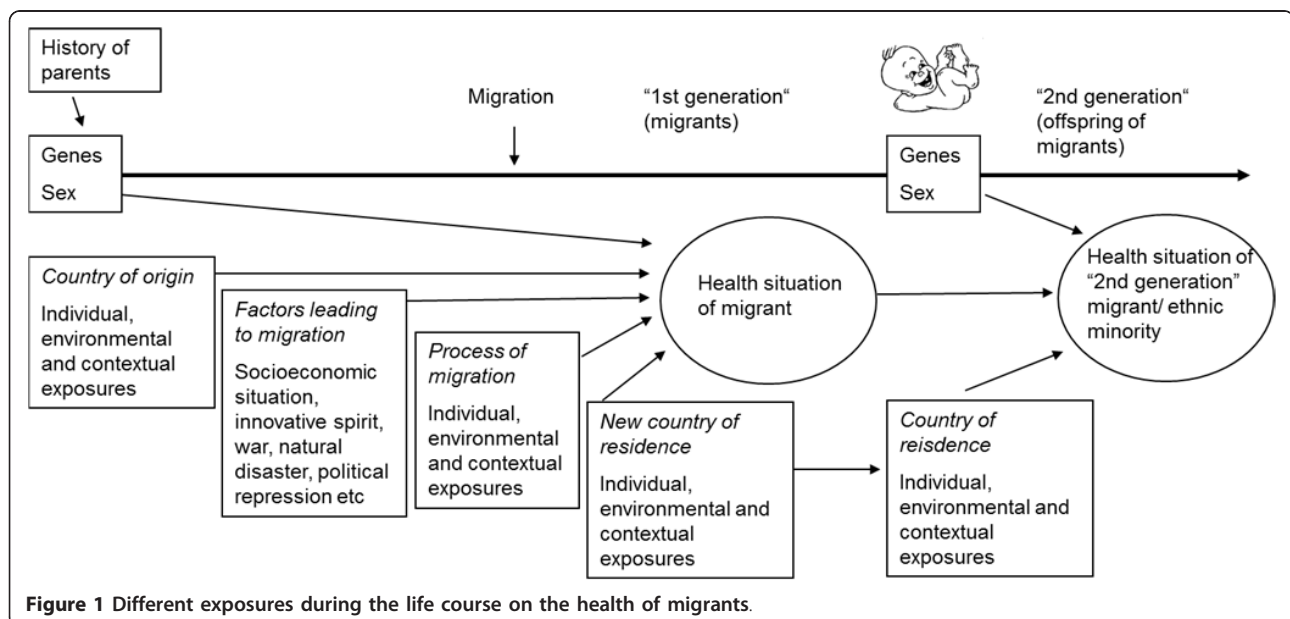 History of
parents
Migration
"1st generation“
(migrants)
"2nd generation“
(offspring of
migrants)
Genes
Sex
Genes
Sex
Country of origin
Individual,
environmental
and contextual
exposures
Factors leading
to migration
Socioeconomic
situation,
innovative spirit,
war, natural
disaster, political
repression etc
Process of
migration
Individual,
environmental
and contextual
exposures
New country of
residence
Individual,
environmental and
contextual
exposures
Health situation
of migrant
Country of
reisdence
Individual,
environmental and
contextual
exposures
Health situation of
"2nd generation”
migrant/ ethnic
minority
Figure 1 Different exposures during the life course on the health of migrants.